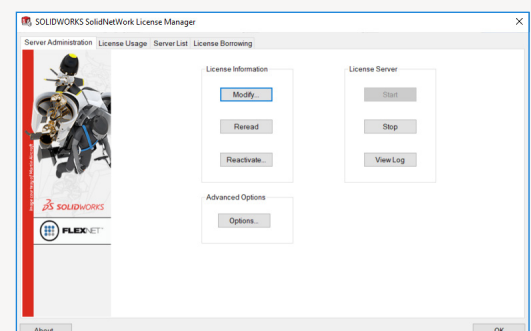 SOLIDWORKS SolidNetWork License Manager
Server Administration License Usage Server List License Borrowing
License Information
License Server
Modify...
Start
Reread
Stop
Reactivate...
View Log
Advanced Options
Options...
SOLIDWORKS
FLEXNET
About...
OK